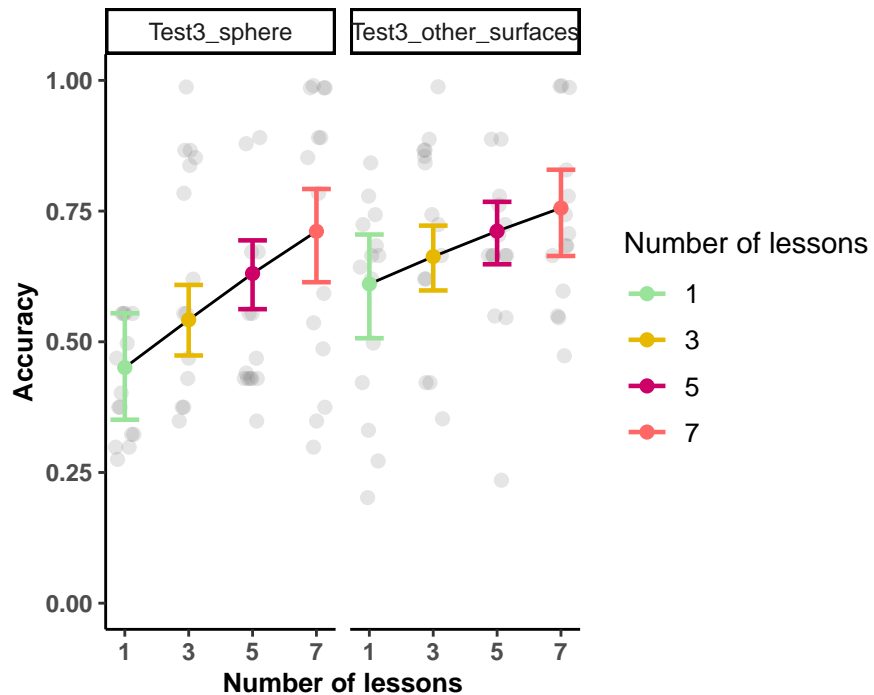 Test3_sphere
Test3_other_surfaces
1.00
0.75
0.50
0.25
0.00
Accuracy
1 3 5 7
1 3 5 7
Number of lessons
Number of lessons
1
3
5
7